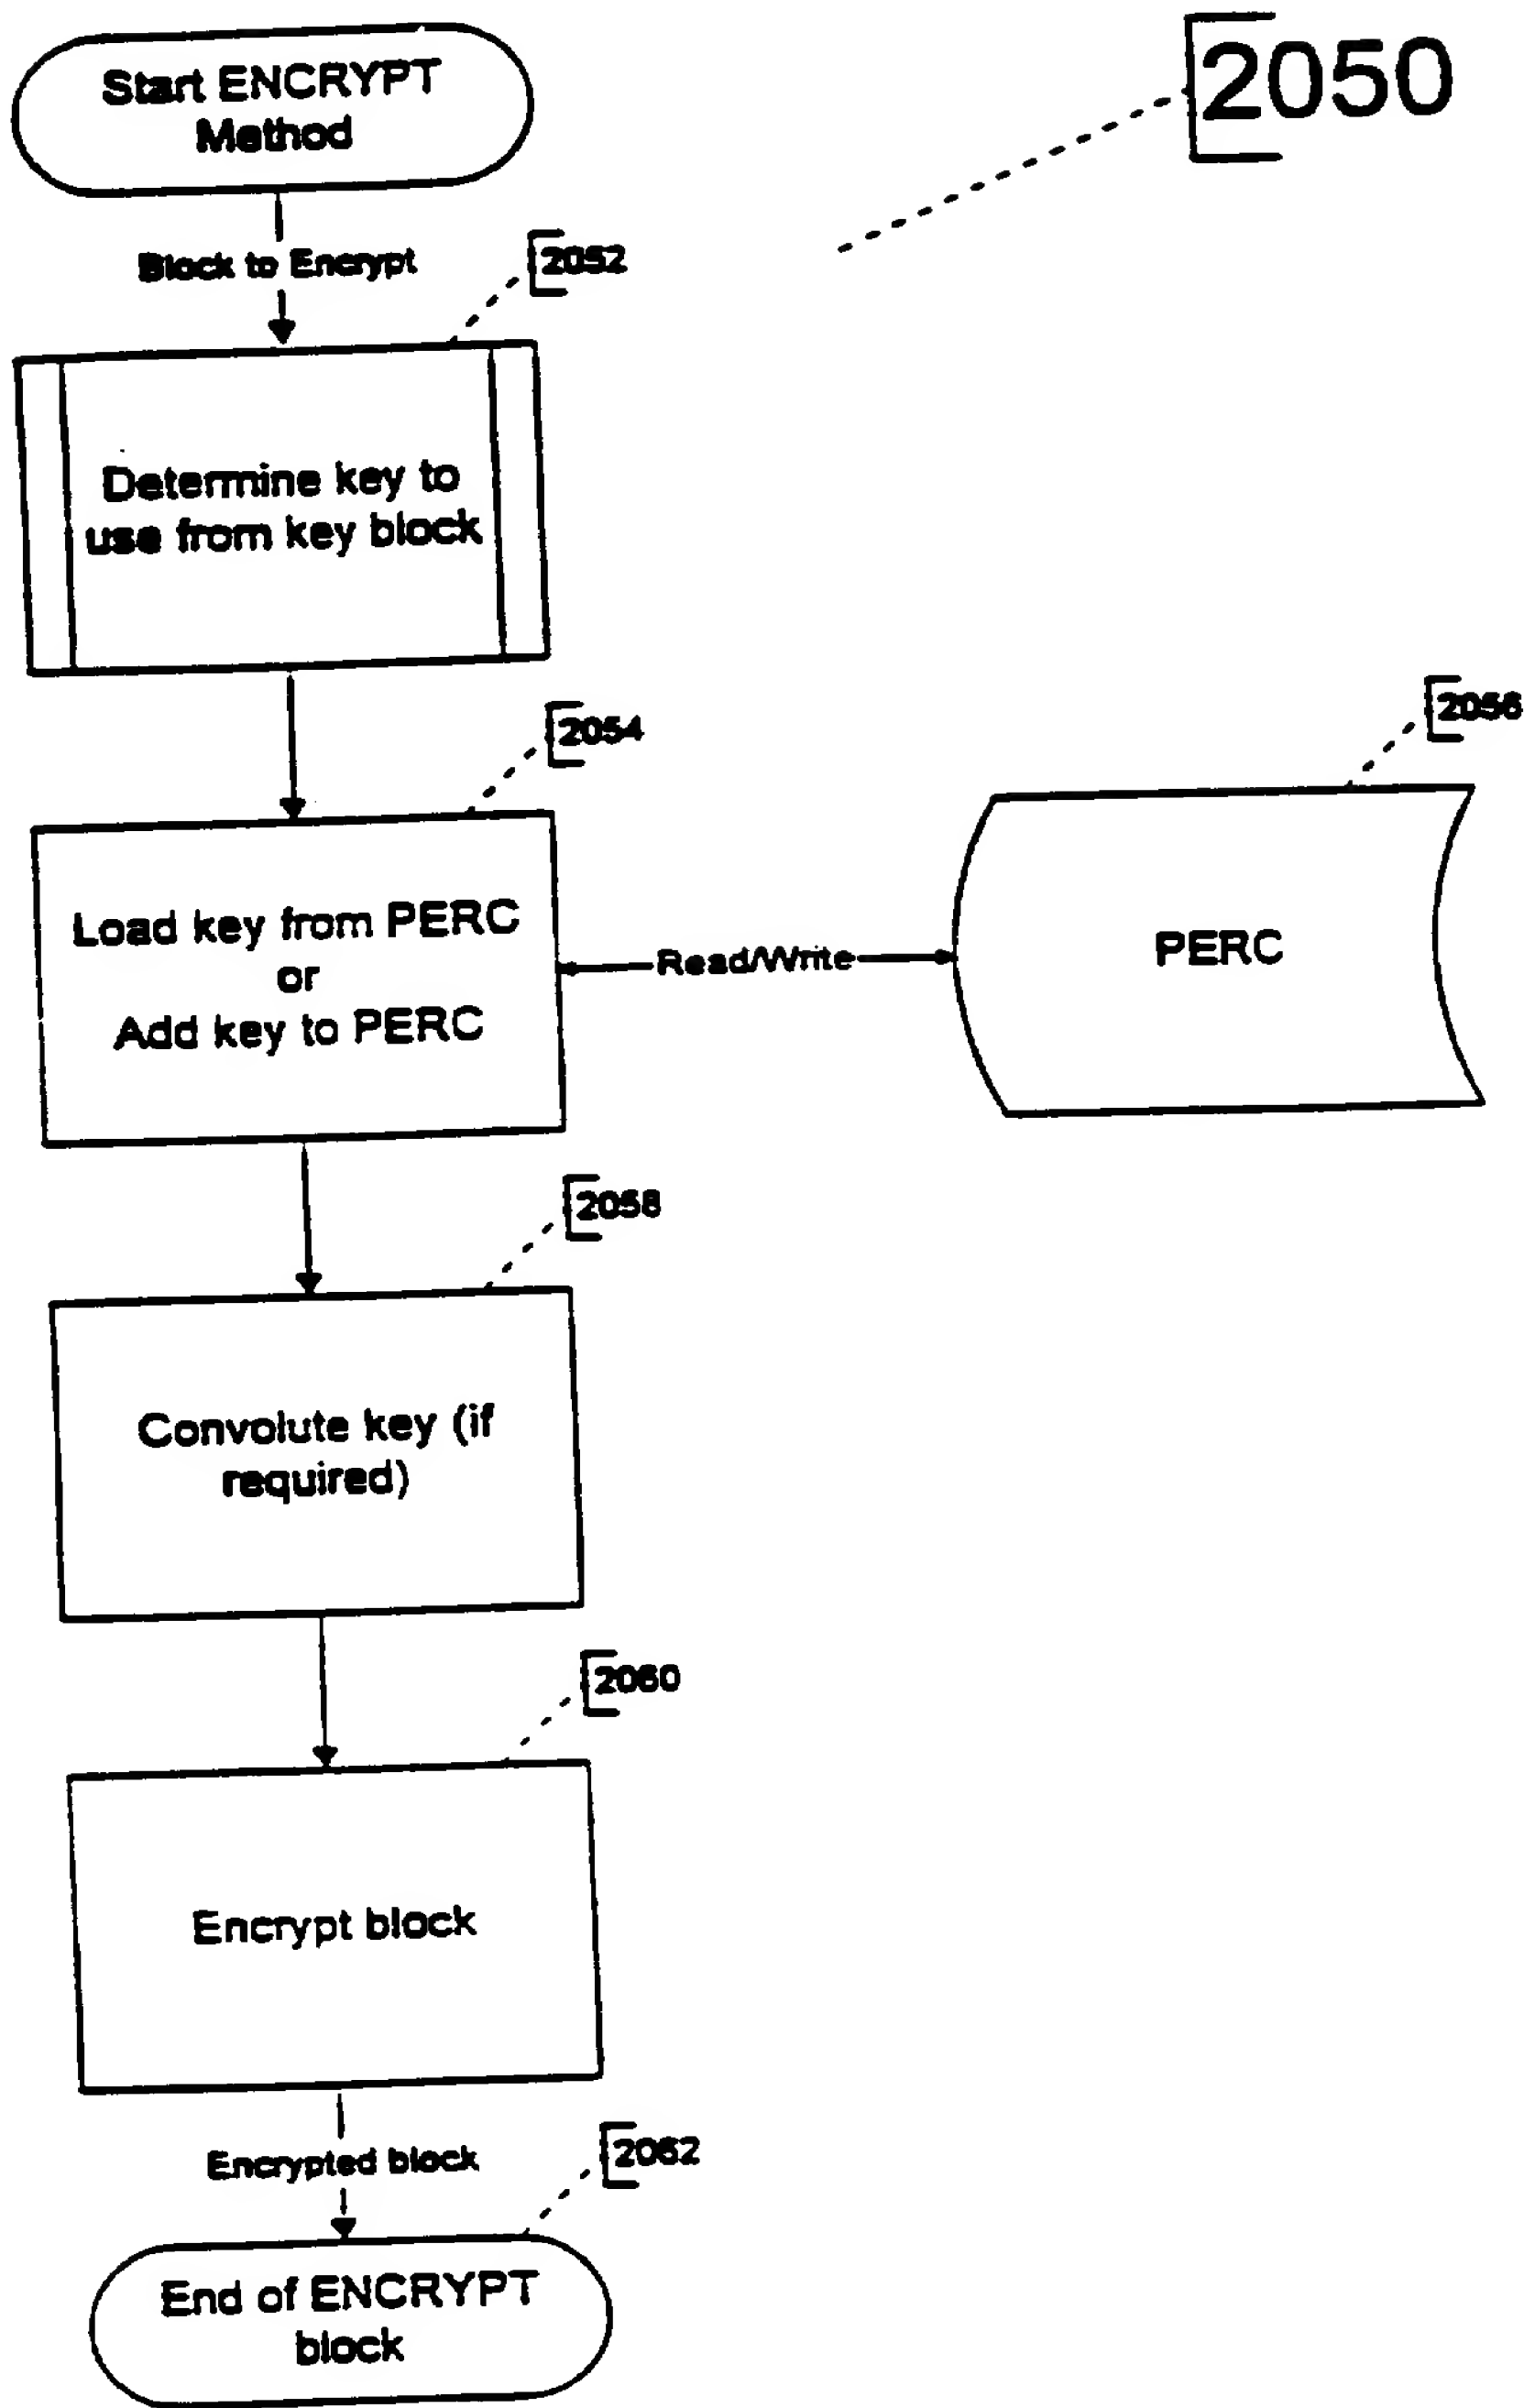 Start ENCRYPT
Method
2050
Block to Encrypt
2052
Determine key to
use from key block
2054
2056
Load key from PERC
or
Add key to PERC
Read/Write
PERC
2058
Convolute key (if
required)
2060
Encrypt block
Encrypted block
2062
End of ENCRYPT
block